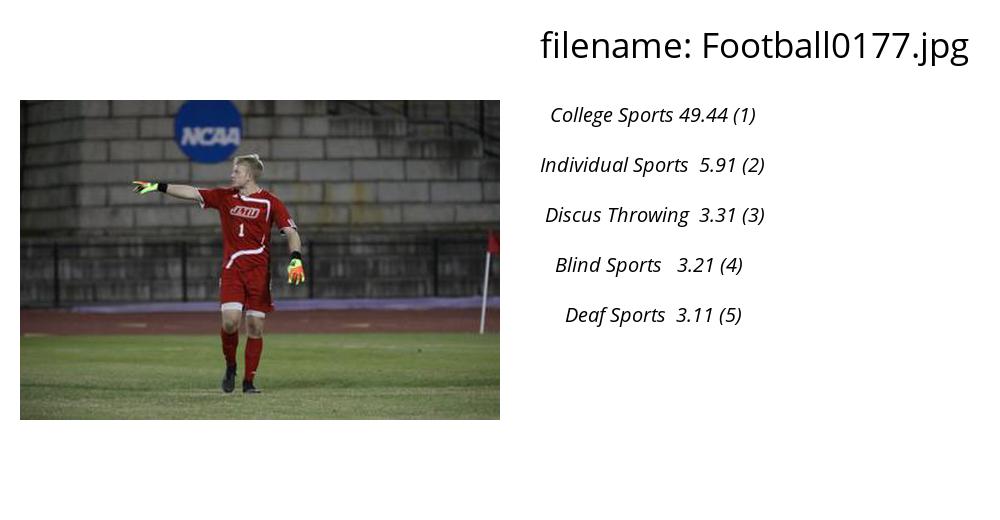 filename: Football0177.jpg
College Sports 49.44 (1)
NCAA
Individual Sports 5.91 (2)
Discus Throwing 3.31 (3)
1
Blind Sports 3.21 (4)
Deaf Sports 3.11 (5)